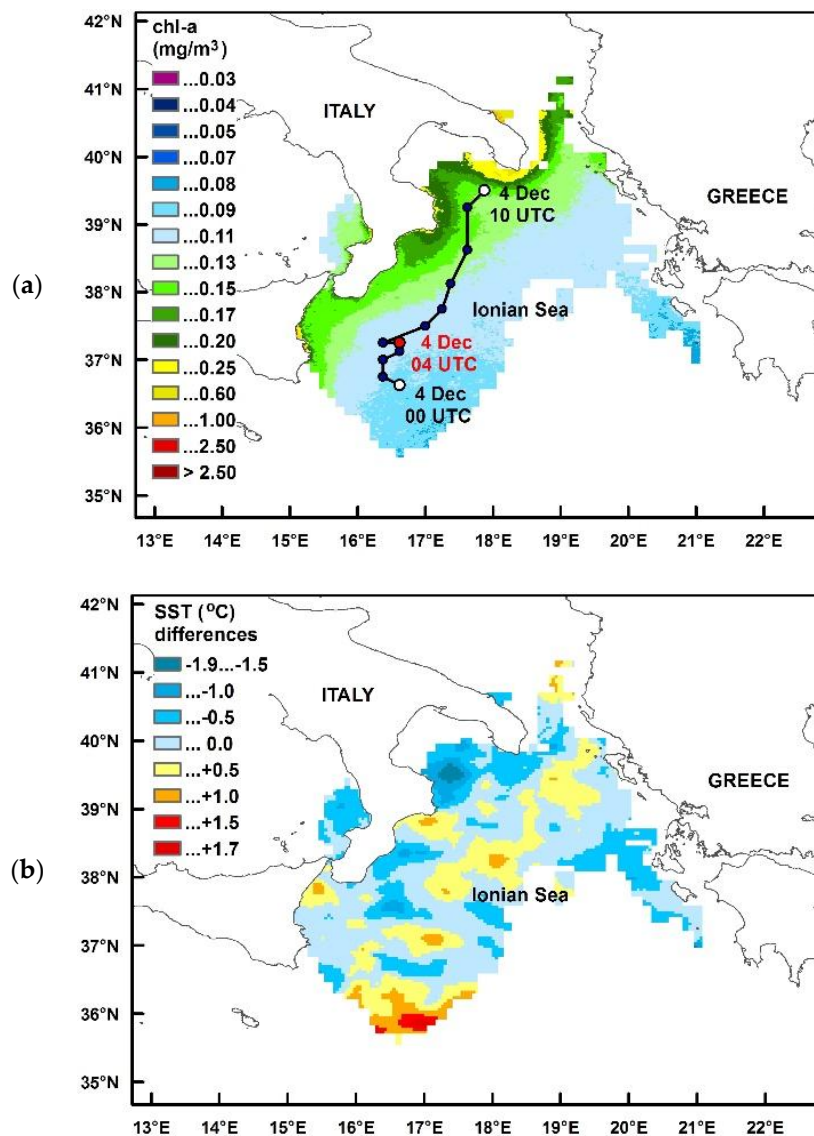 (a)
42°N
41°N
40°N
39°N
38°N
37°N
36°N
35°N
chl-a
(mg/m³)
...0.03
...0.04
...0.05
...0.07
...0.08
...0.09
...0.11
...0.13
...0.15
...0.17
...0.20
...0.25
...0.60
...1.00
...2.50
> 2.50
ITALY
GREECE
4 Dec
10 UTC
Ionian Sea
4 Dec
04 UTC
4 Dec
00 UTC
13°E 14°E 15°E 16°E 17°E 18°E 19°E 20°E 21°E 22°E
(b)
42°N
41°N
40°N
39°N
38°N
37°N
36°N
35°N
SST (°C)
differences
-1.9...-1.5
...-1.0
...-0.5
... 0.0
...+0.5
...+1.0
...+1.5
...+1.7
ITALY
GREECE
Ionian Sea
13°E 14°E 15°E 16°E 17°E 18°E 19°E 20°E 21°E 22°E